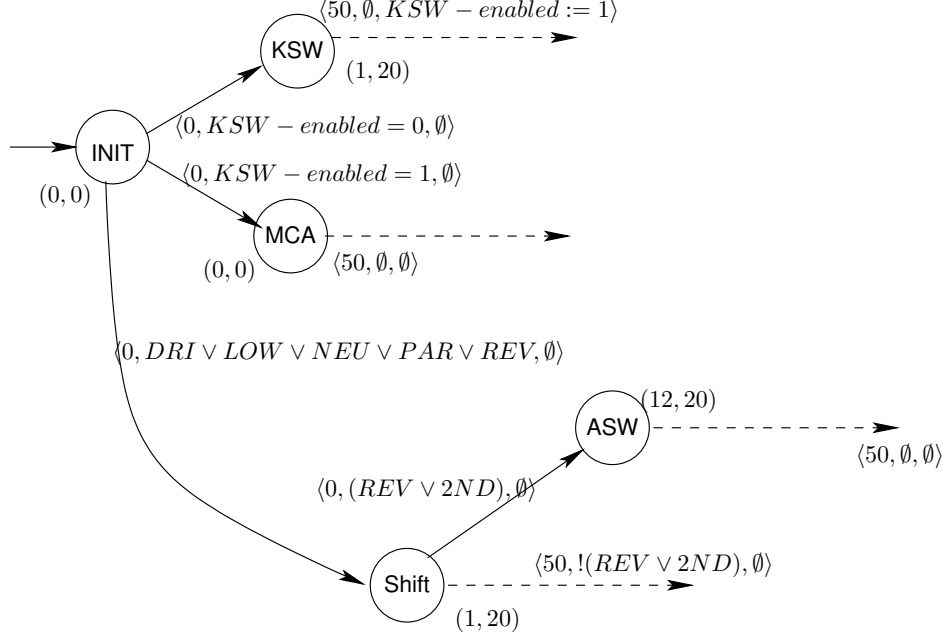 ⟨50, ∅, KSW − enabled := 1⟩
KSW
(1, 20)
⟨0, KSW − enabled = 0, ∅⟩
INIT
⟨0, KSW − enabled = 1, ∅⟩
(0, 0)
MCA
(0, 0)
⟨50, ∅, ∅⟩
⟨0, DRI ∨ LOW ∨ NEU ∨ PAR ∨ REV, ∅⟩
(12, 20)
ASW
⟨50, ∅, ∅⟩
⟨0, (REV ∨ 2ND), ∅⟩
⟨50, !(REV ∨ 2ND), ∅⟩
Shift
(1, 20)